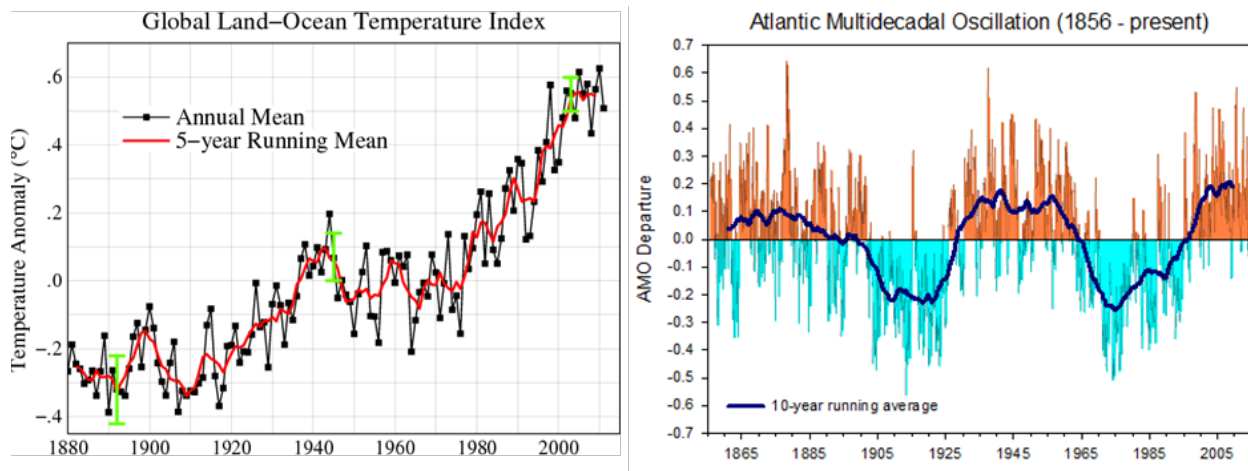 Global Land−Ocean Temperature Index
Temperature Anomaly (°C)
.6
.4
.2
.0
−.2
−.4
Annual Mean
5−year Running Mean
1880 1900 1920 1940 1960 1980 2000
Atlantic Multidecadal Oscillation (1856 - present)
AMO Departure
0.7
0.6
0.5
0.4
0.3
0.2
0.1
0.0
-0.1
-0.2
-0.3
-0.4
-0.5
-0.6
-0.7
10-year running average
1865 1885 1905 1925 1945 1965 1985 2005